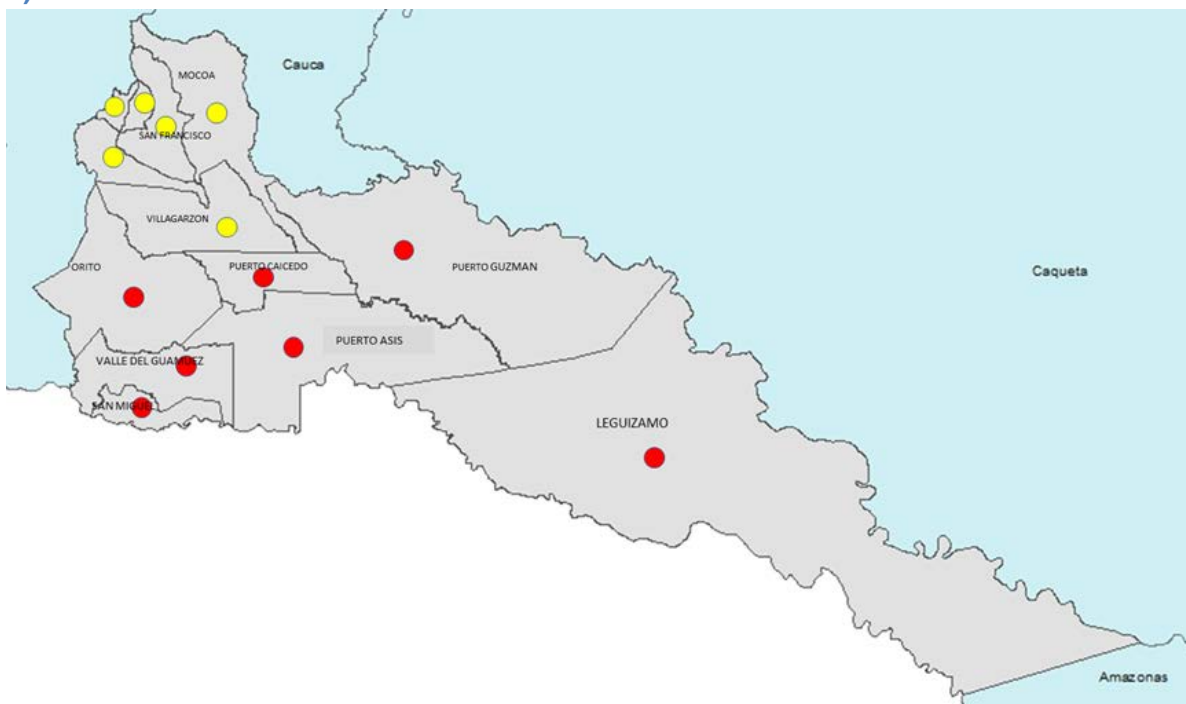 Cauca
MOCOA
SAN FRANCISCO
VILLAGARZON
ORITO
PUERTO CAICEDO
PUERTO GUZMAN
Caqueta
PUERTO ASIS
VALLE DEL GUAMUEZ
SAN MIGUEL
LEGUIZAMO
Amazonas